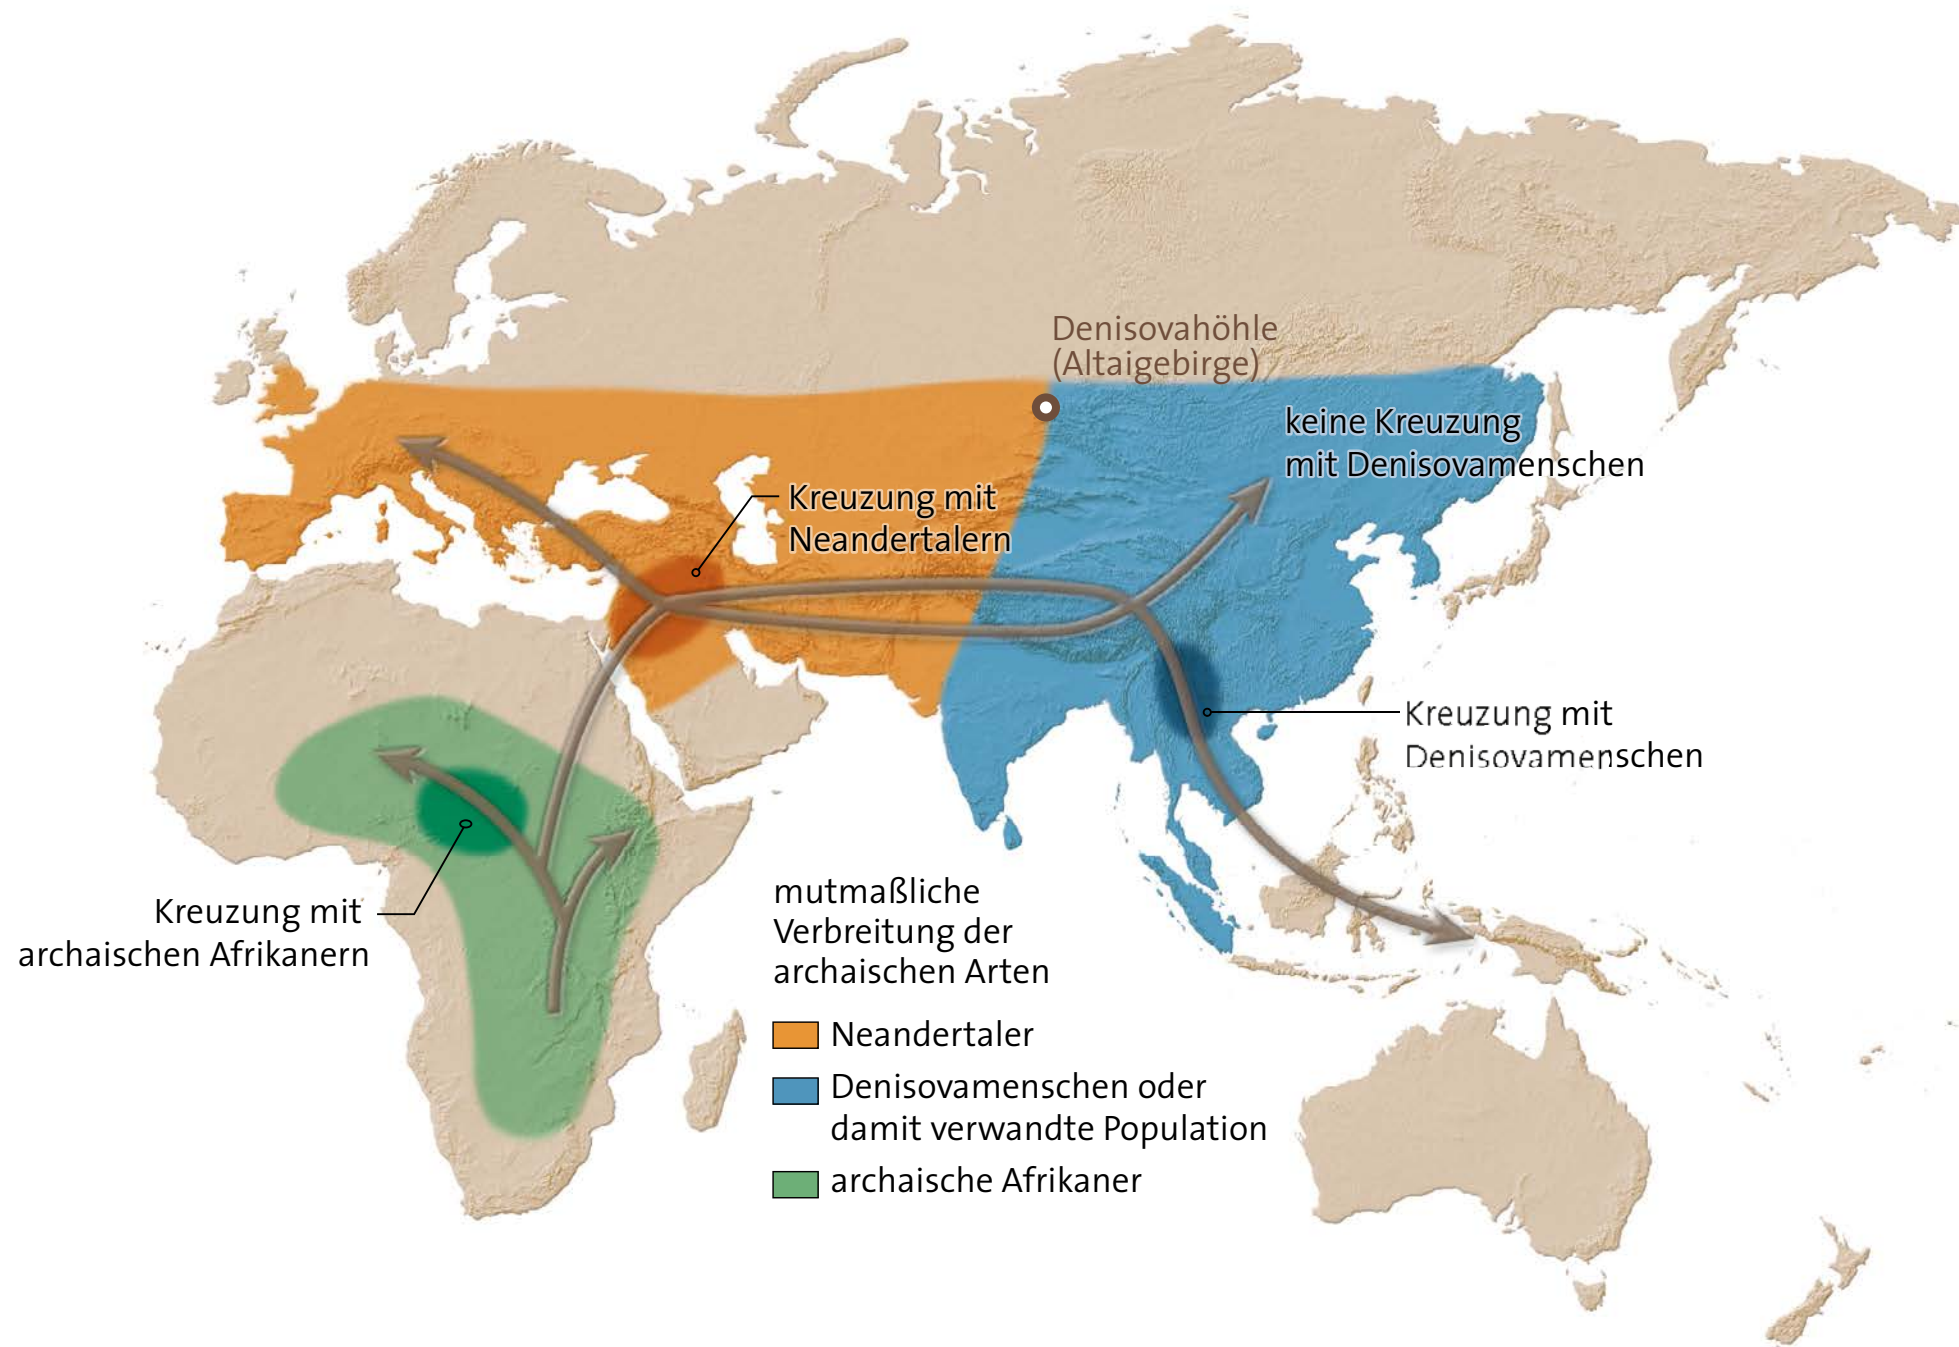 Denisovahöhle
(Altaigebirge)
keine Kreuzung
mit Denisovamenschen
Kreuzung mit
Neandertalern
Kreuzung mit
Denisovamenschen
Kreuzung mit
archaischen Afrikanern
mutmaßliche
Verbreitung der
archaischen Arten
Neandertaler
Denisovamenschen oder
damit verwandte Population
archaische Afrikaner